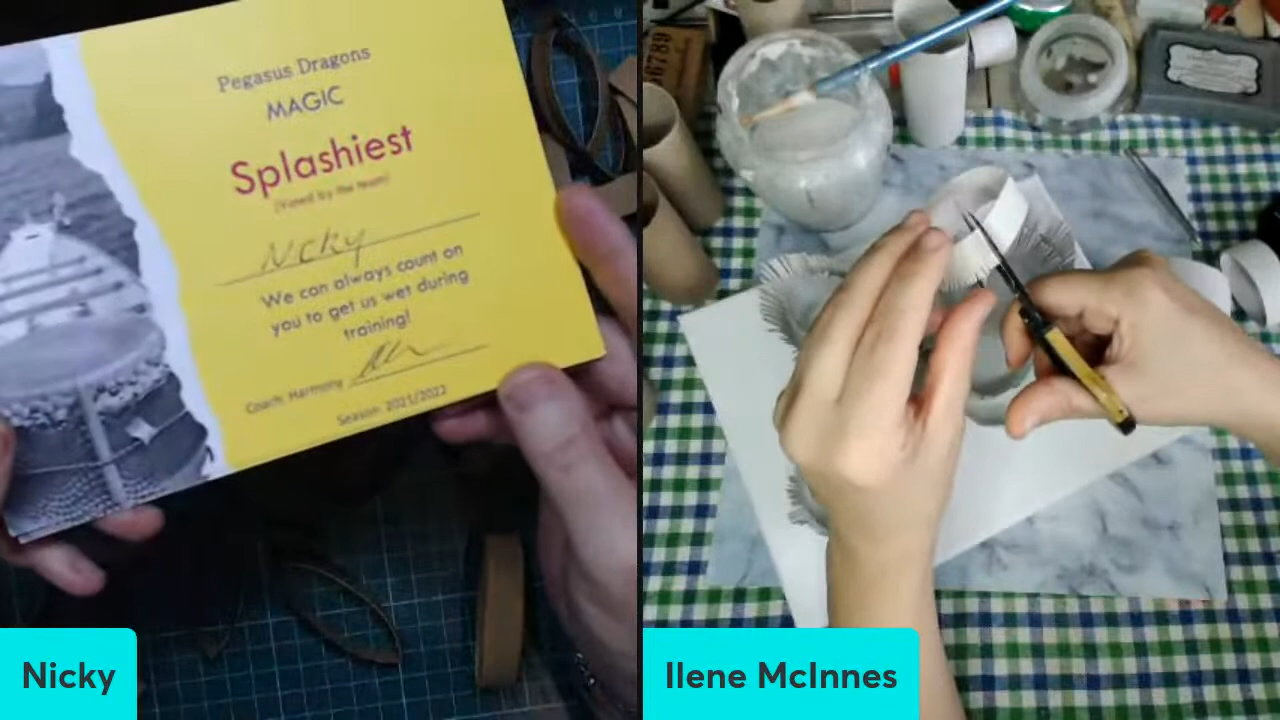 Pegasus Dragons
MAGIC
Splashiest
(Voted by the team)
Nicky
We can always count on
you to get us wet during
training!
Coach: Harmony
Season: 2021/2022
6789
Nicky
Ilene McInnes